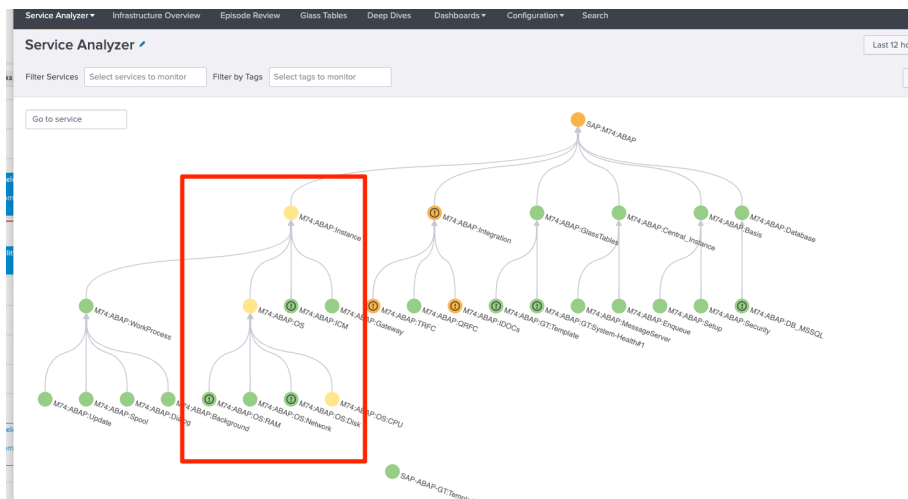 Service Analyzer Infrastructure Overview Episode Review Glass Tables Deep Dives Dashboards Configuration Search
Service Analyzer
Last 12 ho
Filter Services Select services to monitor Filter by Tags Select tags to monitor
Go to service
SAP:M74:ABAP
M74:ABAP:Instance
M74:ABAP:Integration
M74:ABAP:GlassTables
M74:ABAP:Central_Instance
M74:ABAP:Basis
M74:ABAP:Database
M74:ABAP:WorkProcess
M74:ABAP:OS
M74:ABAP:ICM
M74:ABAP:Gateway
M74:ABAP:TRFC
M74:ABAP:QRFC
M74:ABAP:IDOCs
M74:ABAP:GT:Template
M74:ABAP:GT:System-Health#1
M74:ABAP:MessageServer
M74:ABAP:Enqueue
M74:ABAP:Setup
M74:ABAP:Security
M74:ABAP:DB_MSSQL
M74:ABAP:Update
M74:ABAP:Spool
M74:ABAP:Dialog
M74:ABAP:Background
M74:ABAP:OS:RAM
M74:ABAP:OS:Network
M74:ABAP:OS:Disk
M74:ABAP:OS:CPU
SAP-ABAP-GT:Templ